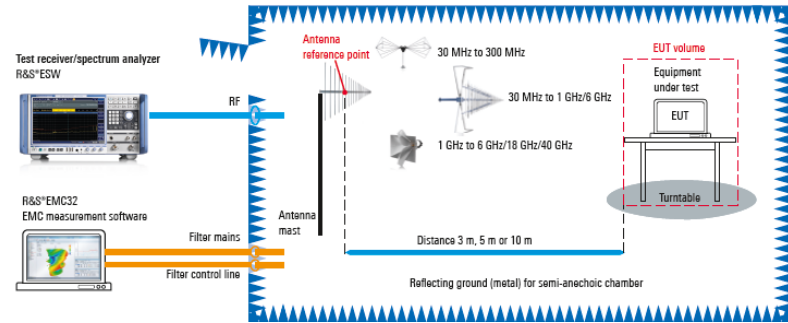 Test receiver/spectrum analyzer
R&S®ESW
RF
R&S®EMC32
EMC measurement software
Filter mains
Filter control line
Antenna
reference point
30 MHz to 300 MHz
30 MHz to 1 GHz/6 GHz
1 GHz to 6 GHz/18 GHz/40 GHz
Antenna
mast
Distance 3 m, 5 m or 10 m
Reflecting ground (metal) for semi-anechoic chamber
EUT volume
Equipment
under test
EUT
Turntable